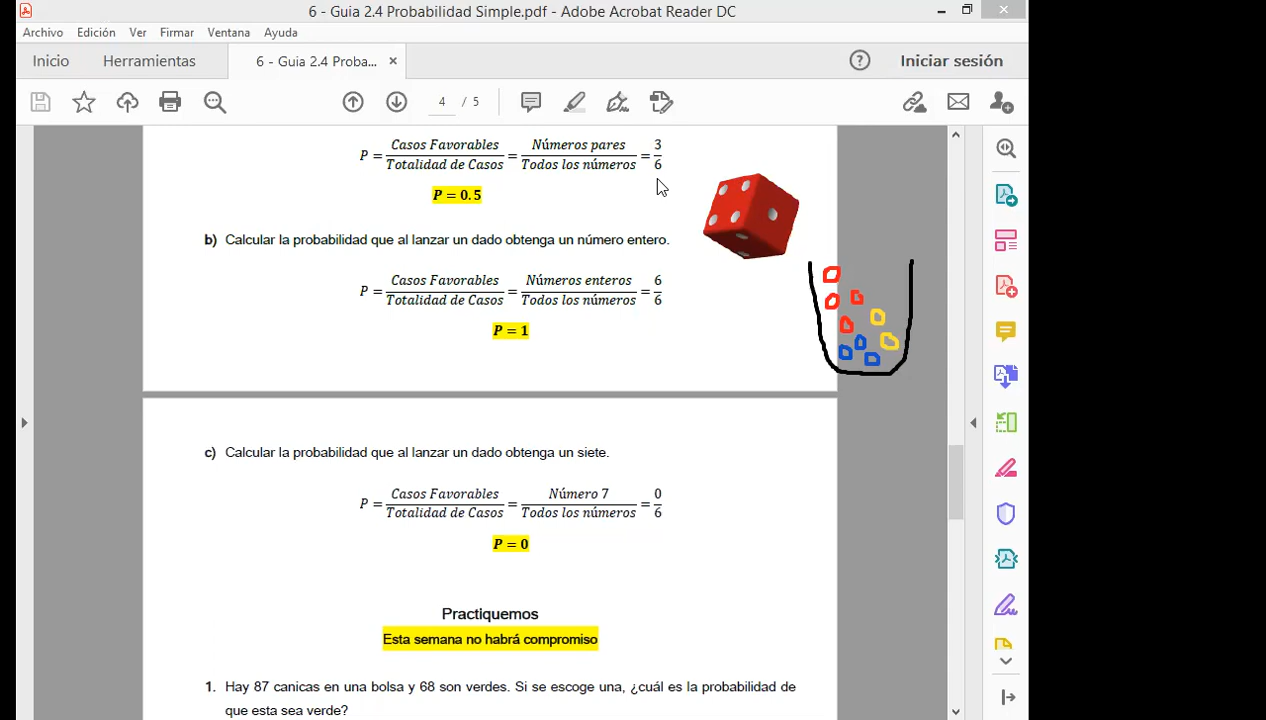 6 - Guia 2.4 Probabilidad Simple.pdf - Adobe Acrobat Reader DC
Archivo Edición Ver Firmar Ventana Ayuda
Inicio Herramientas 6 - Guia 2.4 Proba... × ? Iniciar sesión
4 / 5
P = Casos Favorables / Totalidad de Casos = Números pares / Todos los números = 3 / 6
P = 0.5
b) Calcular la probabilidad que al lanzar un dado obtenga un número entero.
P = Casos Favorables / Totalidad de Casos = Números enteros / Todos los números = 6 / 6
P = 1
c) Calcular la probabilidad que al lanzar un dado obtenga un siete.
P = Casos Favorables / Totalidad de Casos = Número 7 / Todos los números = 0 / 6
P = 0
Practiquemos
Esta semana no habrá compromiso
1. Hay 87 canicas en una bolsa y 68 son verdes. Si se escoge una, ¿cuál es la probabilidad de
que esta sea verde?